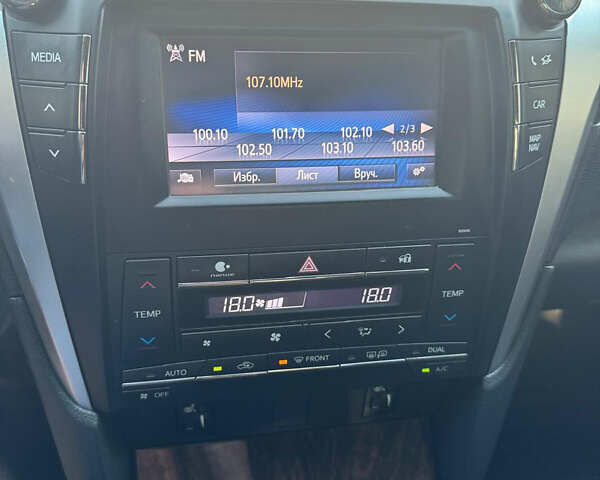 MEDIA
FM
107.10MHz
100.10 101.70 102.10 2/3
102.50 103.10 103.60
Избр. Лист Вруч.
CAR
MAP
NAV
18.0 18.0
TEMP
TEMP
AUTO FRONT DUAL
OFF A/C